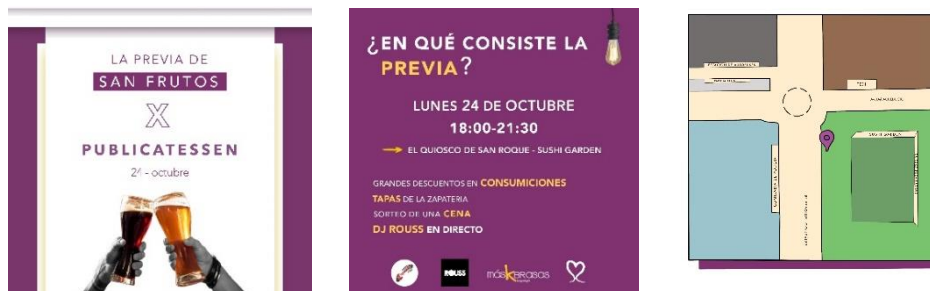 LA PREVIA DE
SAN FRUTOS
X
PUBLICATESSEN
24 - octubre
¿EN QUÉ CONSISTE LA
PREVIA?
LUNES 24 DE OCTUBRE
18:00-21:30
EL QUIOSCO DE SAN ROQUE - SUSHI GARDEN
GRANDES DESCUENTOS EN CONSUMICIONES
TAPAS DE LA ZAPATERIA
SORTEO DE UNA CENA
DJ ROUSS EN DIRECTO
ROUSS
SUSHI GARDEN